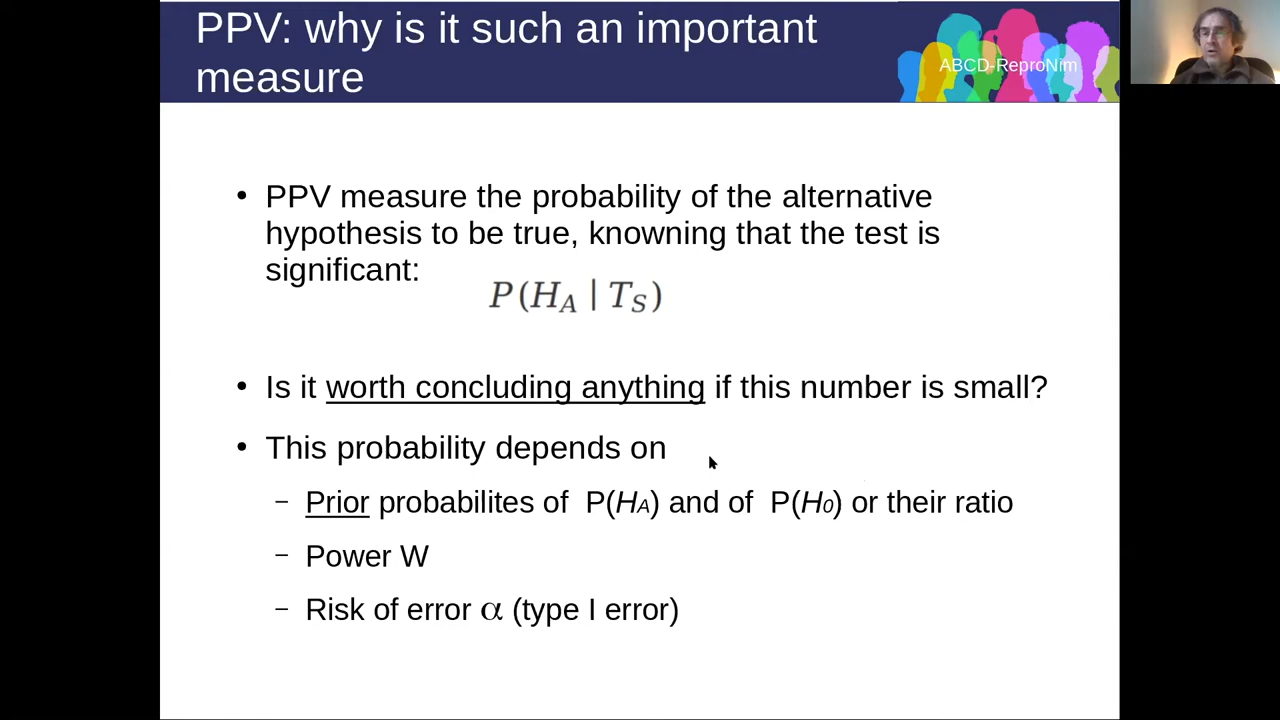 PPV: why is it such an important
measure
ABCD-ReproNim
• PPV measure the probability of the alternative
hypothesis to be true, knowning that the test is
significant:
P(H_A | T_S)
• Is it worth concluding anything if this number is small?
• This probability depends on
– Prior probabilites of P(H_A) and of P(H_0) or their ratio
– Power W
– Risk of error α (type I error)